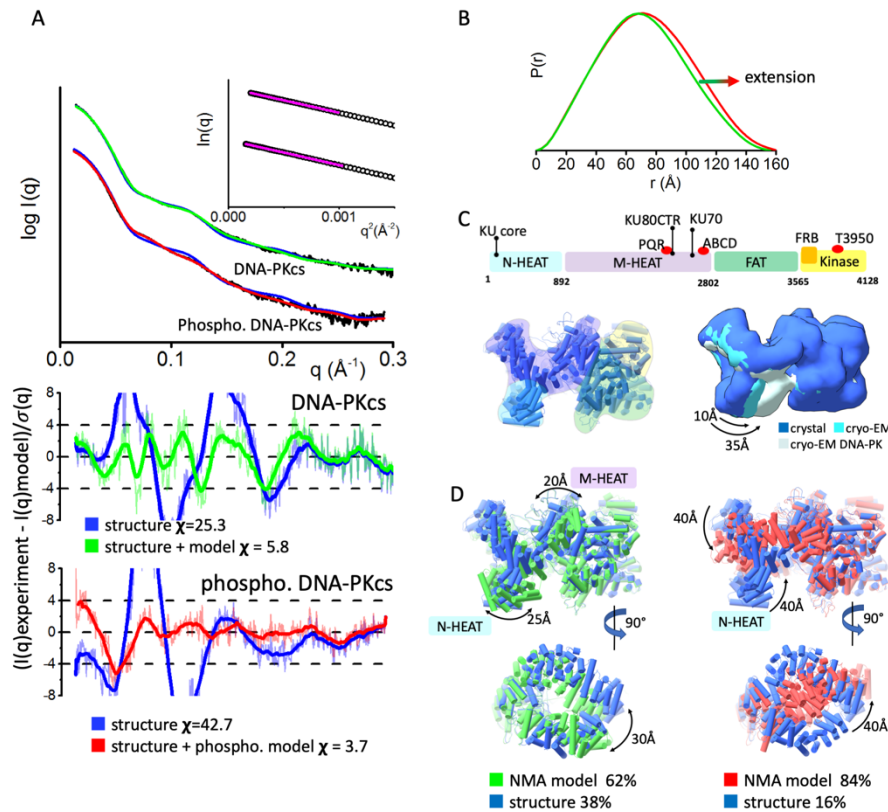 A
log I(q)
ln(q)
0.000
0.001
q²(Å⁻²)
DNA-PKcs
Phospho. DNA-PKcs
0.0
0.1
0.2
0.3
q (Å⁻¹)
(I(q)experiment - I(q)model)/σ(q)
8
4
0
-4
-8
DNA-PKcs
structure χ=25.3
structure + model χ = 5.8
8
4
0
-4
-8
phospho. DNA-PKcs
structure χ=42.7
structure + phospho. model χ = 3.7
B
P(r)
extension
0 20 40 60 80 100 120 140 160
r (Å)
C
KU core
KU80CTR
KU70
PQR
ABCD
FRB
T3950
N-HEAT
M-HEAT
FAT
Kinase
1
892
2802
3565
4128
10Å
35Å
crystal
cryo-EM
cryo-EM DNA-PK
D
20Å
M-HEAT
N-HEAT
25Å
90°
30Å
NMA model 62%
structure 38%
40Å
N-HEAT
40Å
90°
40Å
NMA model 84%
structure 16%